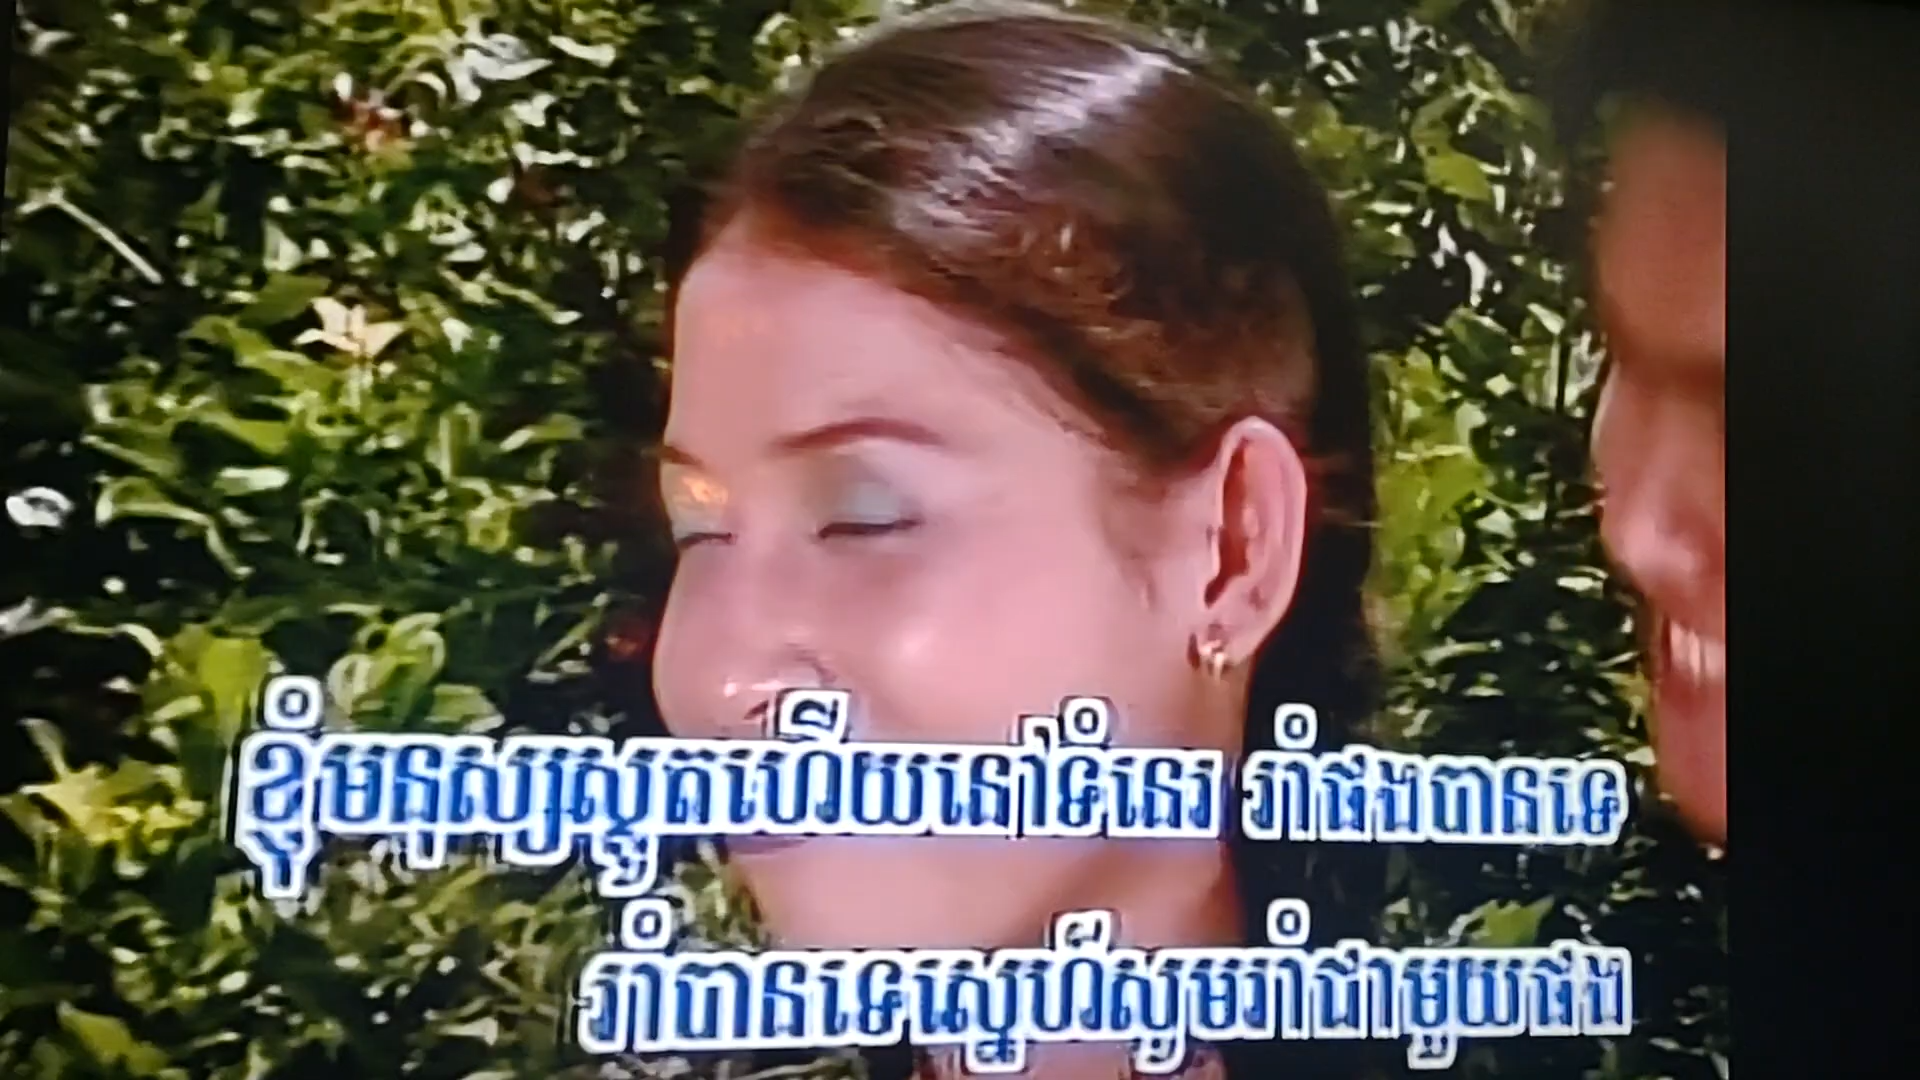 ខ្ញុំមនុស្សស្លូតហើយនៅទំនេរ រាំផងបានទេ
រាំបានទេស្នេហ៍សូមរាំជាមួយផង